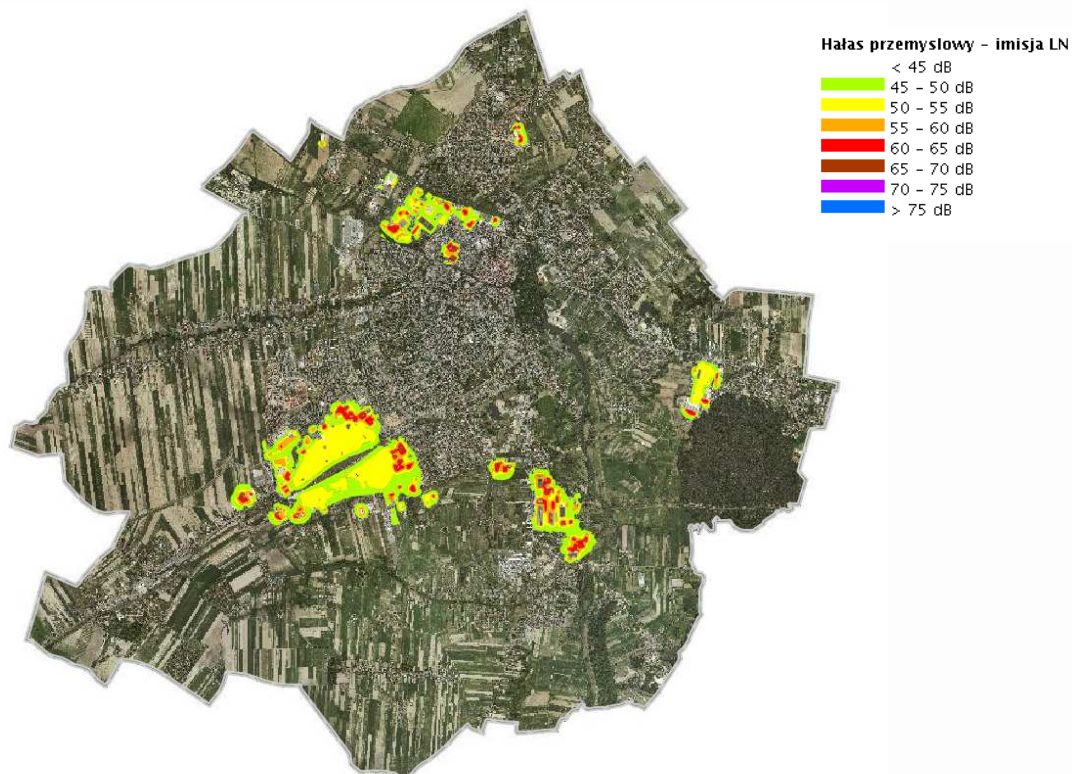 Hałas przemysłowy - imisja LN
< 45 dB
45 - 50 dB
50 - 55 dB
55 - 60 dB
60 - 65 dB
65 - 70 dB
70 - 75 dB
> 75 dB